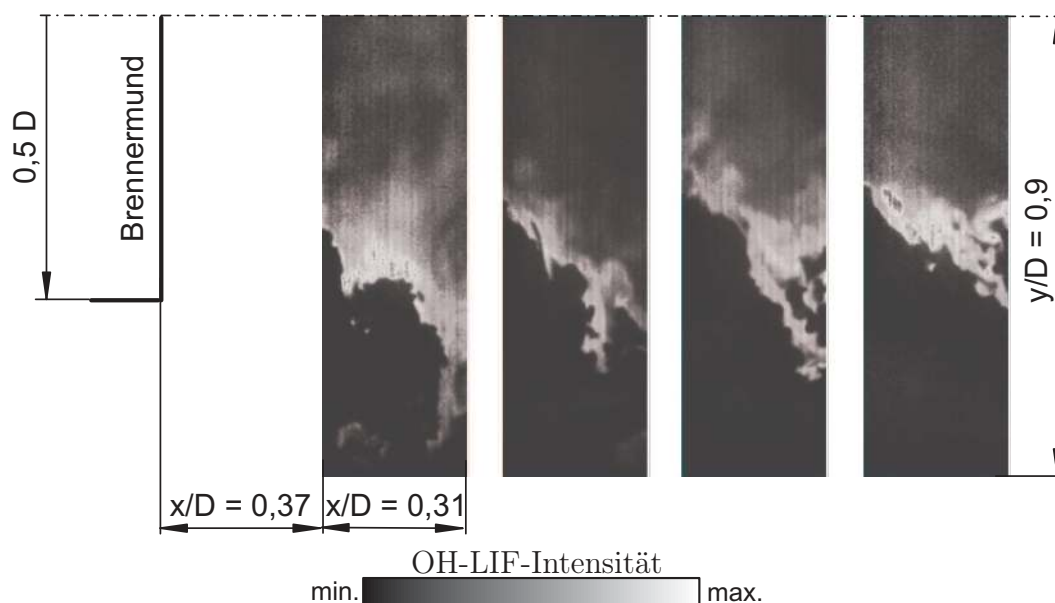 0,5 D
Brennermund
y/D = 0,9
x/D = 0,37
x/D = 0,31
OH-LIF-Intensität
min.
max.